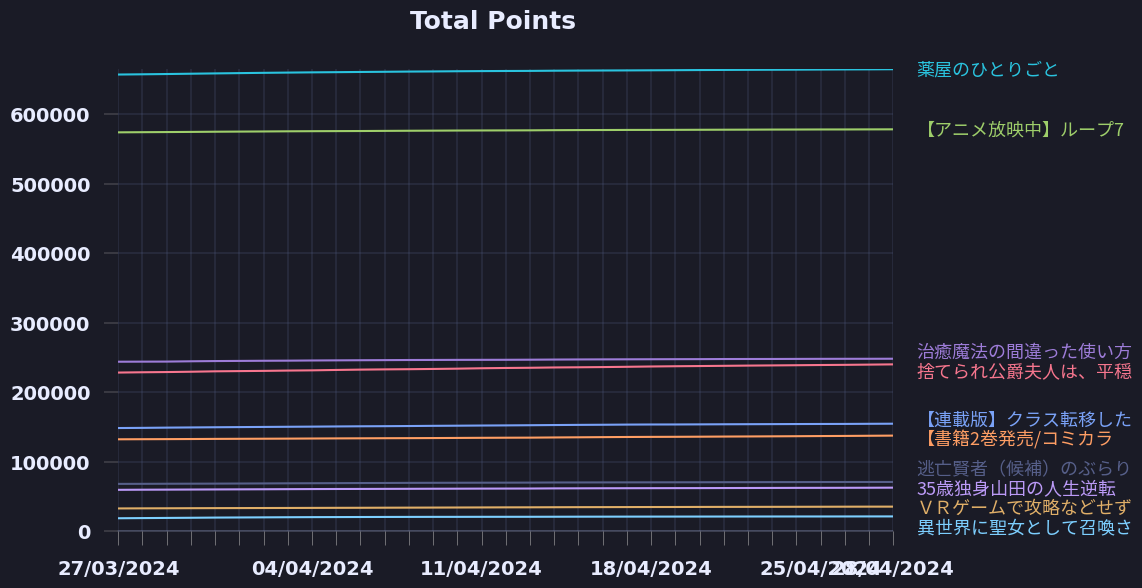 Total Points
600000
500000
400000
300000
200000
100000
0
薬屋のひとりごと
【アニメ放映中】ループ7
治癒魔法の間違った使い方
捨てられ公爵夫人は、平穏
【連載版】クラス転移した
【書籍2巻発売/コミカラ
逃亡賢者（候補）のぶらり
35歳独身山田の人生逆転
ＶＲゲームで攻略などせず
異世界に聖女として召喚さ
27/03/2024 04/04/2024 11/04/2024 18/04/2024 25/04/2024 28/04/2024